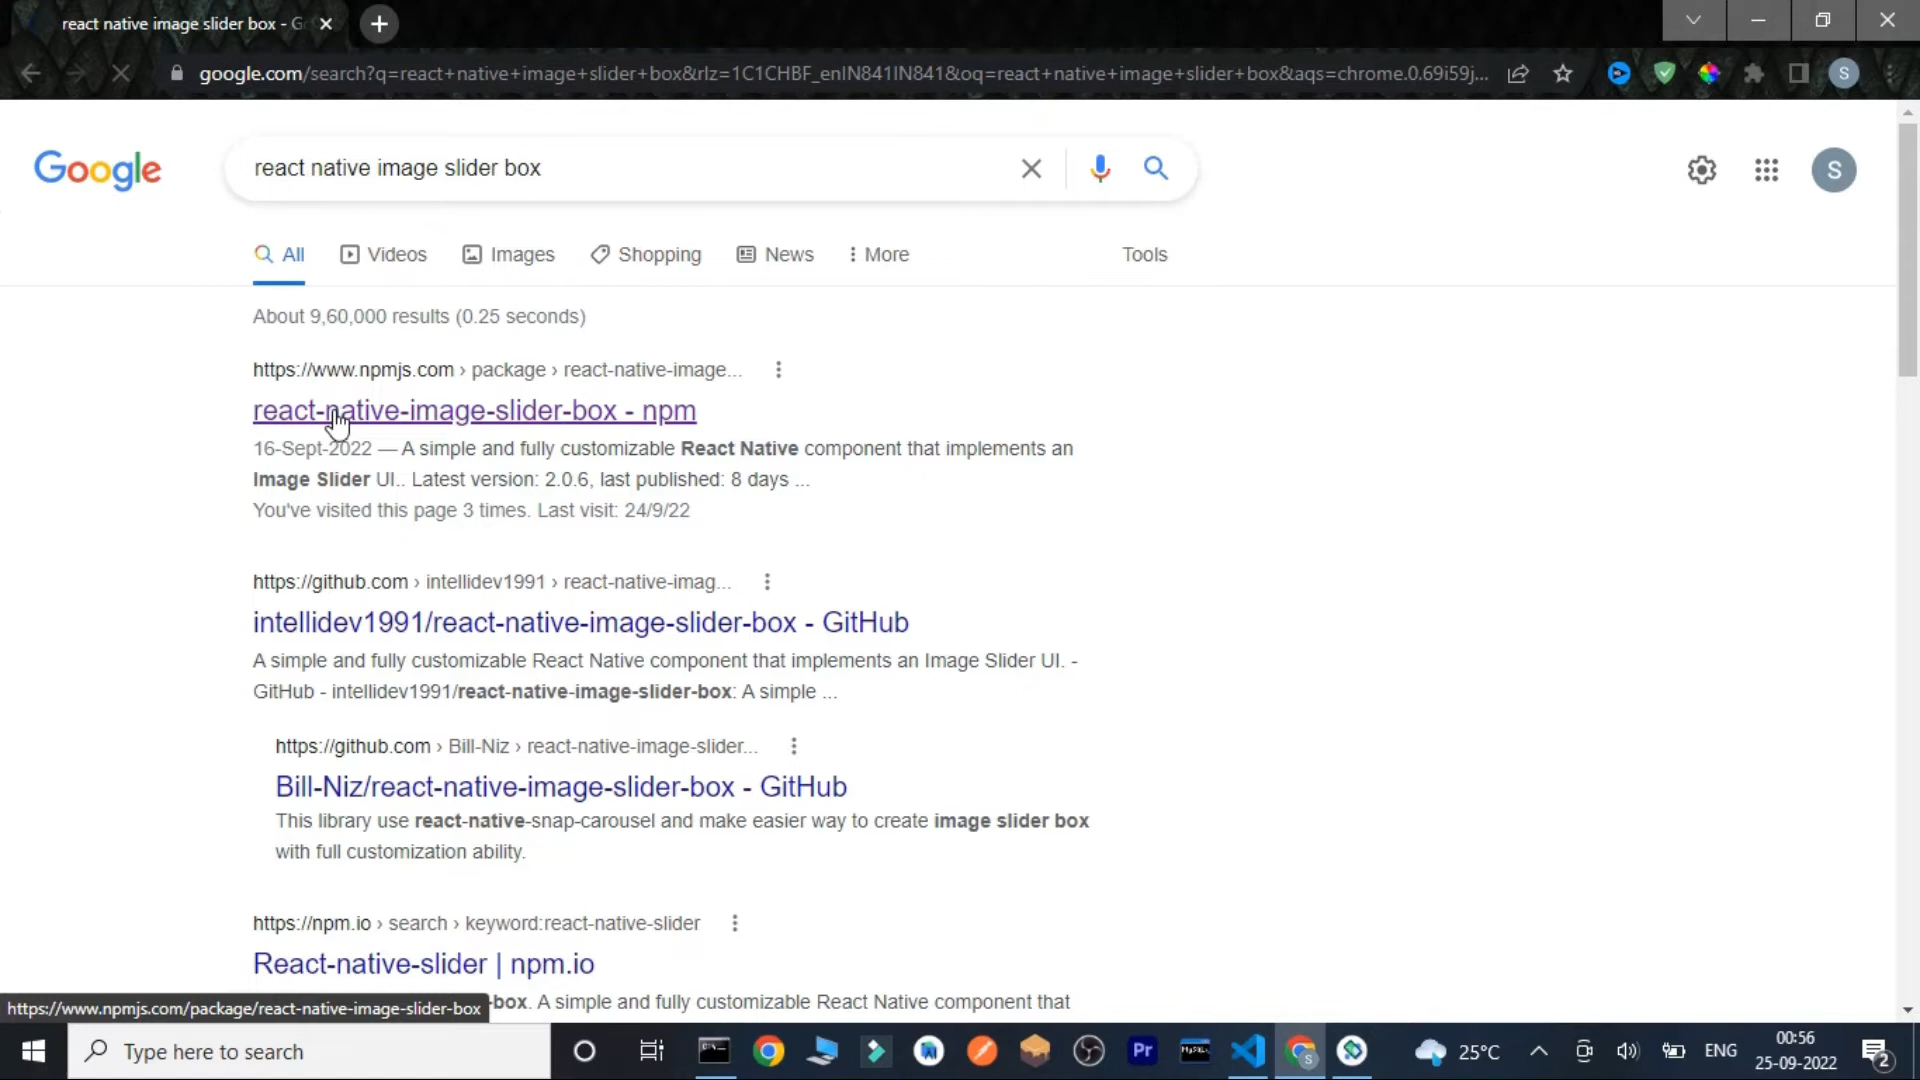 react native image slider box - G
google.com/search?q=react+native+image+slider+box&rlz=1C1CHBF_enIN841IN841&oq=react+native+image+slider+box&aqs=chrome.0.69i59j...
S
Google
react native image slider box
S
All
Videos
Images
Shopping
News
More
Tools
About 9,60,000 results (0.25 seconds)
https://www.npmjs.com › package › react-native-image...
react-native-image-slider-box - npm
16-Sept-2022 — A simple and fully customizable React Native component that implements an
Image Slider UI.. Latest version: 2.0.6, last published: 8 days ...
You've visited this page 3 times. Last visit: 24/9/22
https://github.com › intellidev1991 › react-native-imag...
intellidev1991/react-native-image-slider-box - GitHub
A simple and fully customizable React Native component that implements an Image Slider UI. -
GitHub - intellidev1991/react-native-image-slider-box: A simple ...
https://github.com › Bill-Niz › react-native-image-slider...
Bill-Niz/react-native-image-slider-box - GitHub
This library use react-native-snap-carousel and make easier way to create image slider box
with full customization ability.
https://npm.io › search › keyword:react-native-slider
React-native-slider | npm.io
-box. A simple and fully customizable React Native component that
https://www.npmjs.com/package/react-native-image-slider-box
Type here to search
Pr
MySQL
S
25°C
ENG
00:56
25-09-2022
2